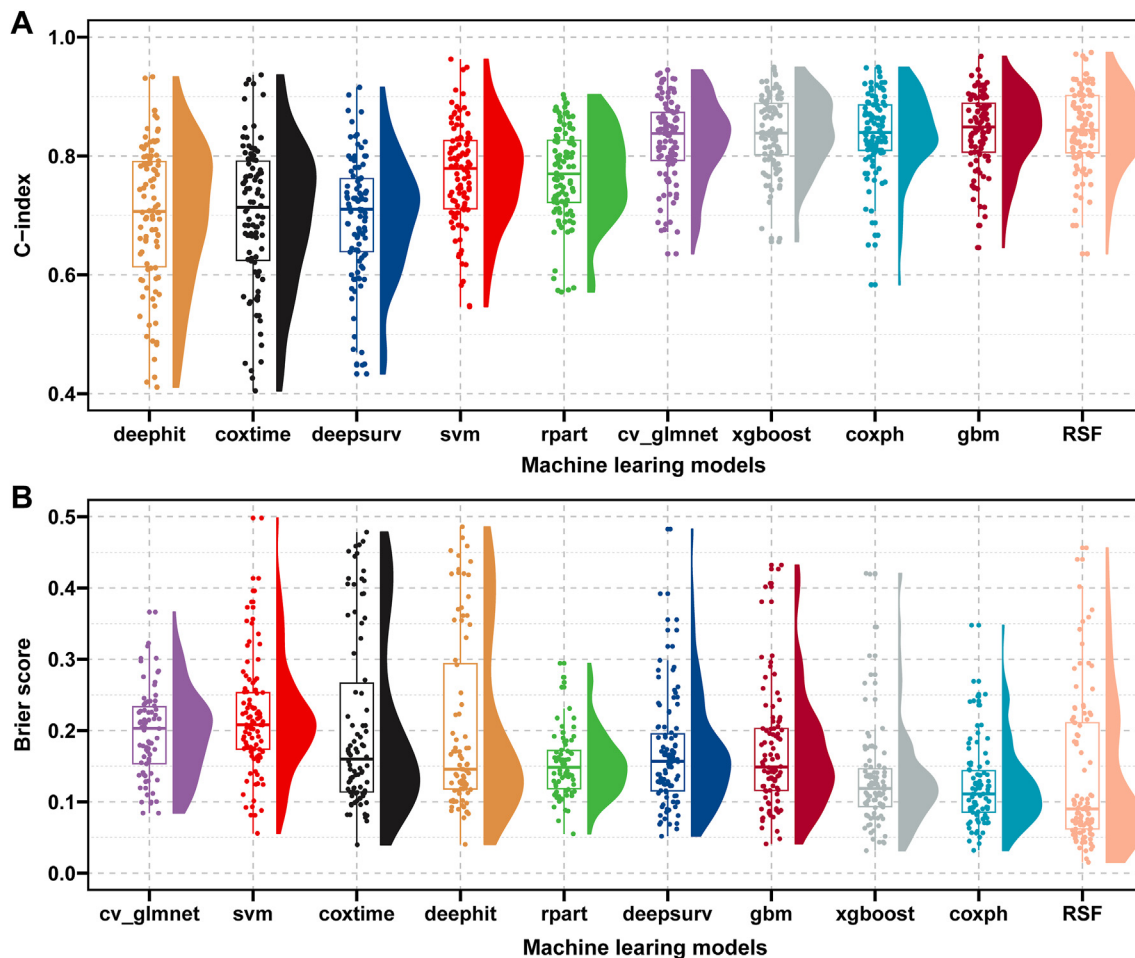 A
1.0
0.8
0.6
0.4
C-index
deephit coxtime deepsurv svm rpart cv_glmnet xgboost coxph gbm RSF
Machine learing models
B
0.5
0.4
0.3
0.2
0.1
0.0
Brier score
cv_glmnet svm coxtime deephit rpart deepsurv gbm xgboost coxph RSF
Machine learing models